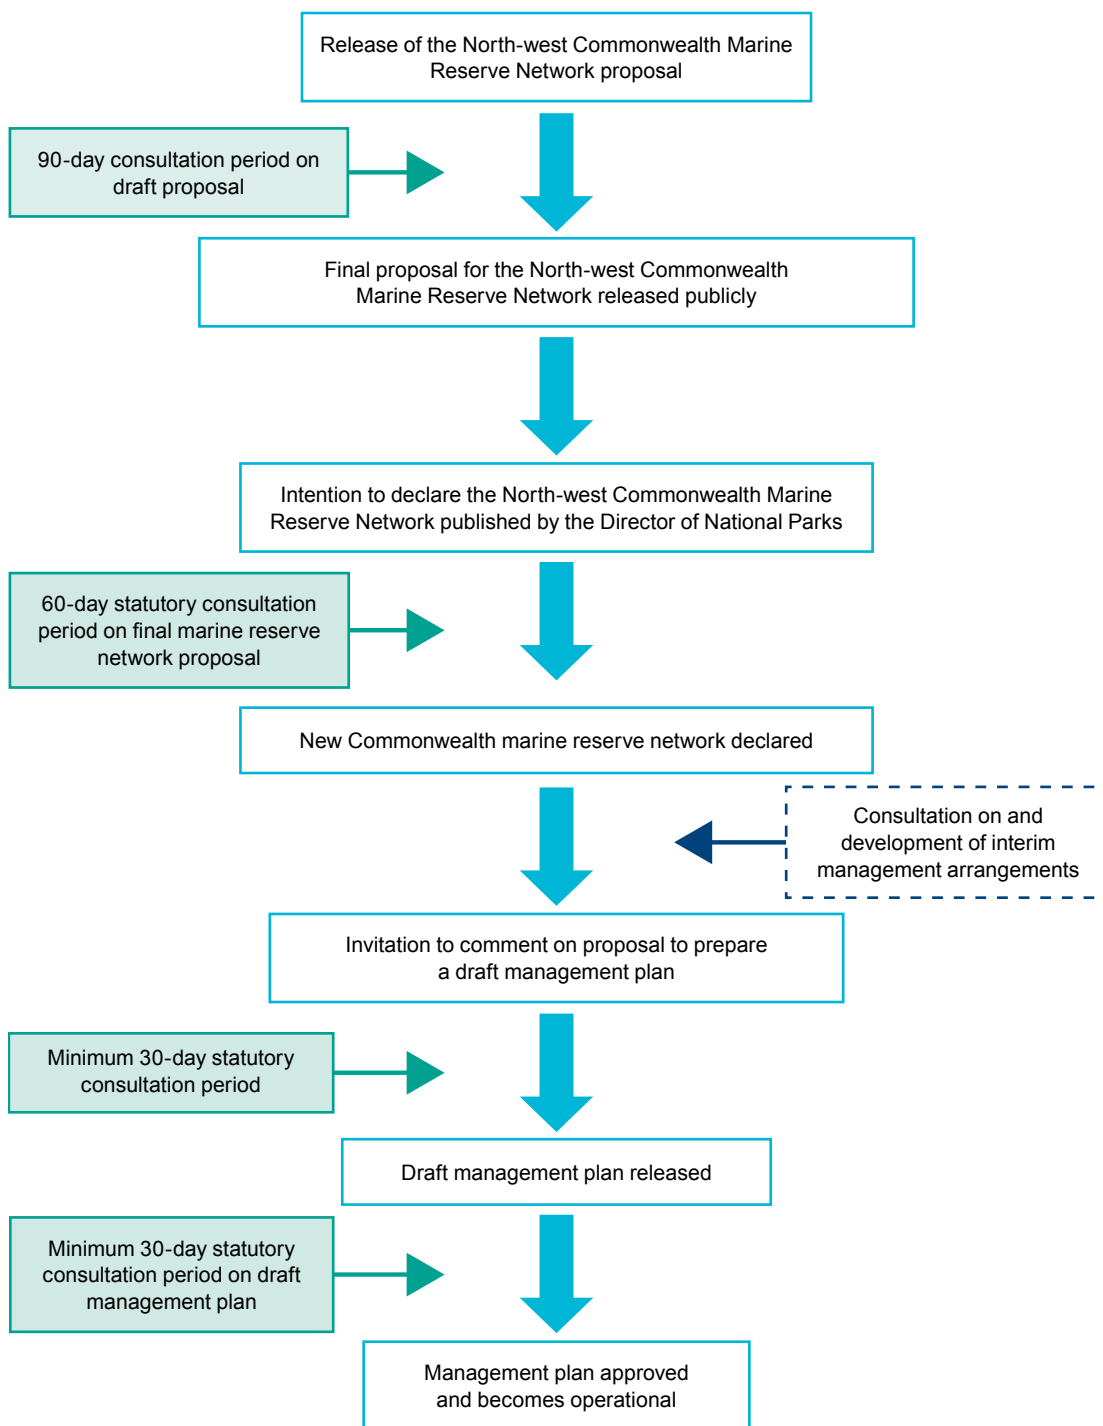 Release of the North-west Commonwealth Marine
Reserve Network proposal
90-day consultation period on
draft proposal
Final proposal for the North-west Commonwealth
Marine Reserve Network released publicly
Intention to declare the North-west Commonwealth Marine
Reserve Network published by the Director of National Parks
60-day statutory consultation
period on final marine reserve
network proposal
New Commonwealth marine reserve network declared
Consultation on and
development of interim
management arrangements
Invitation to comment on proposal to prepare
a draft management plan
Minimum 30-day statutory
consultation period
Draft management plan released
Minimum 30-day statutory
consultation period on draft
management plan
Management plan approved
and becomes operational